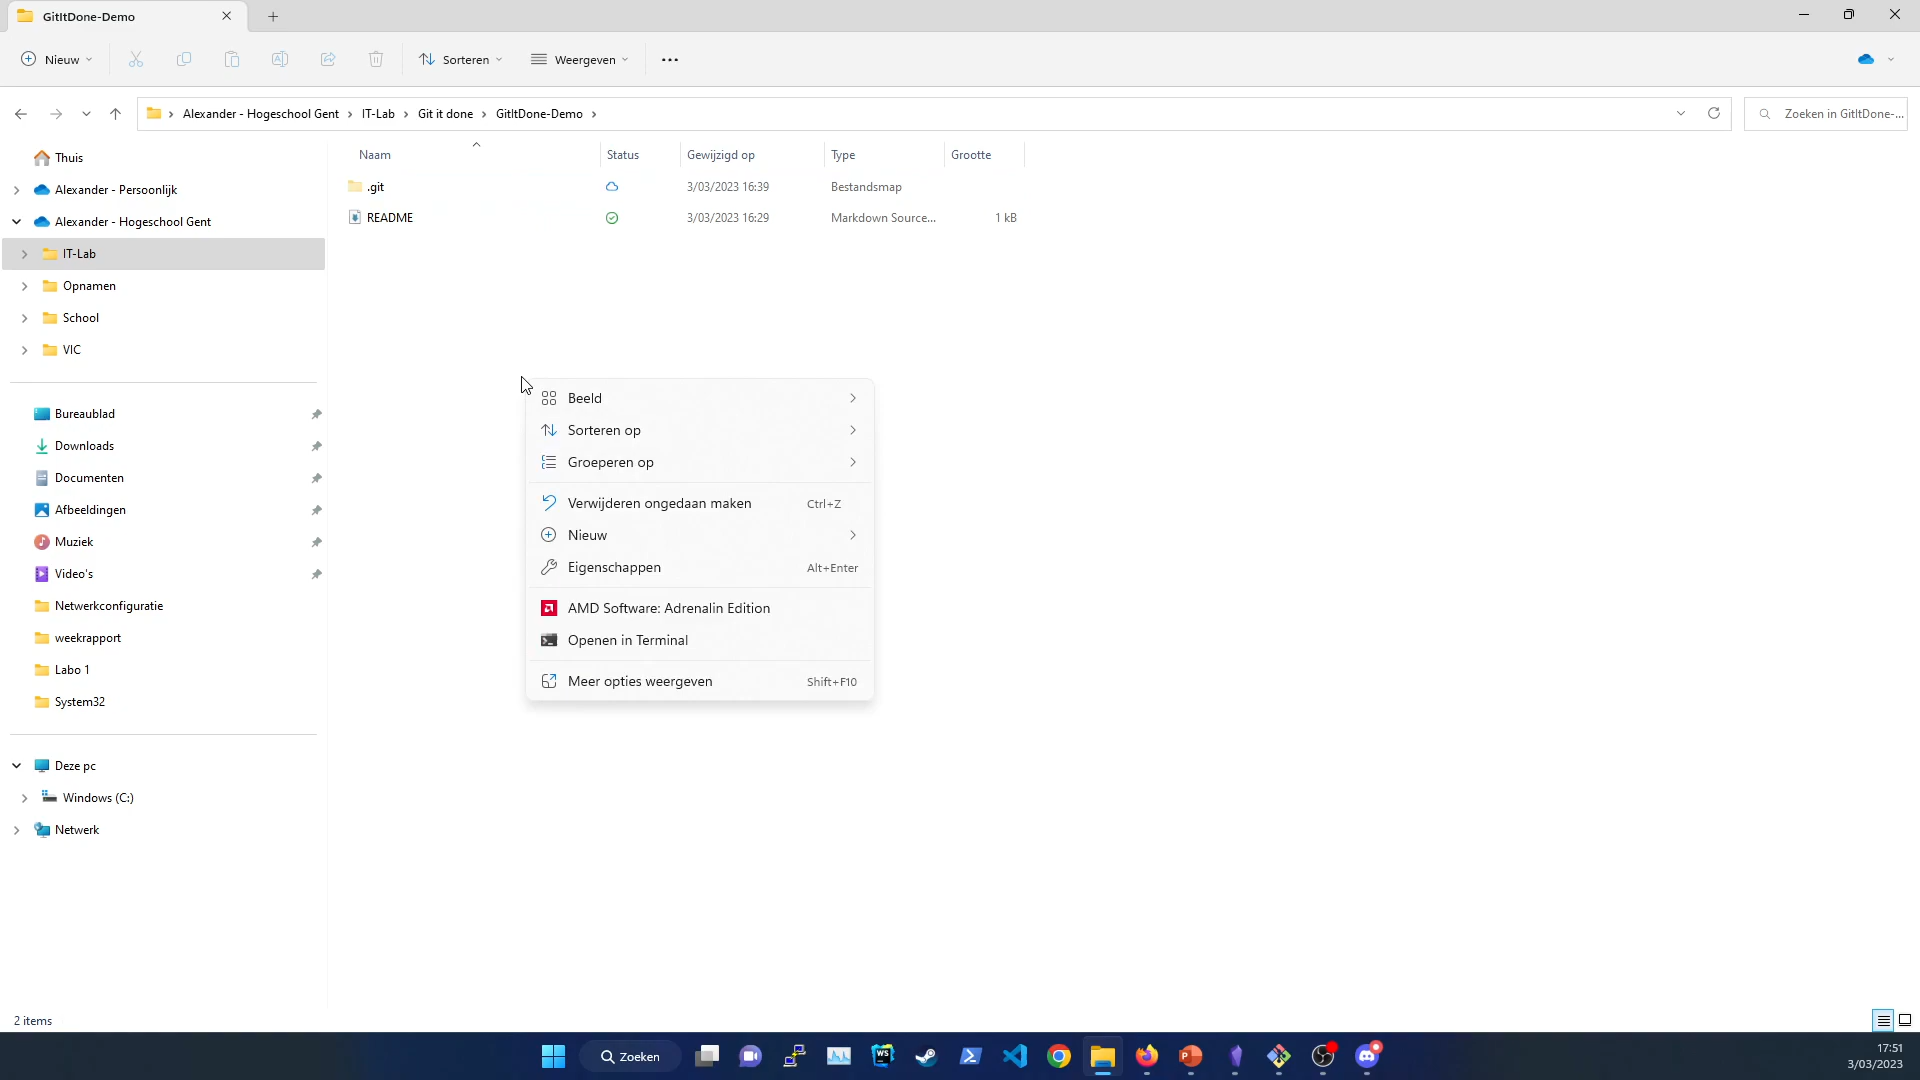 GitItDone-Demo
Nieuw
Sorteren
Weergeven
Alexander - Hogeschool Gent > IT-Lab > Git it done > GitItDone-Demo >
Zoeken in GitItDone-...
Thuis
Alexander - Persoonlijk
Alexander - Hogeschool Gent
IT-Lab
Opnamen
School
VIC
Bureaublad
Downloads
Documenten
Afbeeldingen
Muziek
Video's
Netwerkconfiguratie
weekrapport
Labo 1
System32
Deze pc
Windows (C:)
Netwerk
Naam Status Gewijzigd op Type Grootte
.git 3/03/2023 16:39 Bestandsmap
README 3/03/2023 16:29 Markdown Source... 1 kB
Beeld
Sorteren op
Groeperen op
Verwijderen ongedaan maken Ctrl+Z
Nieuw
Eigenschappen Alt+Enter
AMD Software: Adrenalin Edition
Openen in Terminal
Meer opties weergeven Shift+F10
2 items
Zoeken
WS
P
17:51
3/03/2023